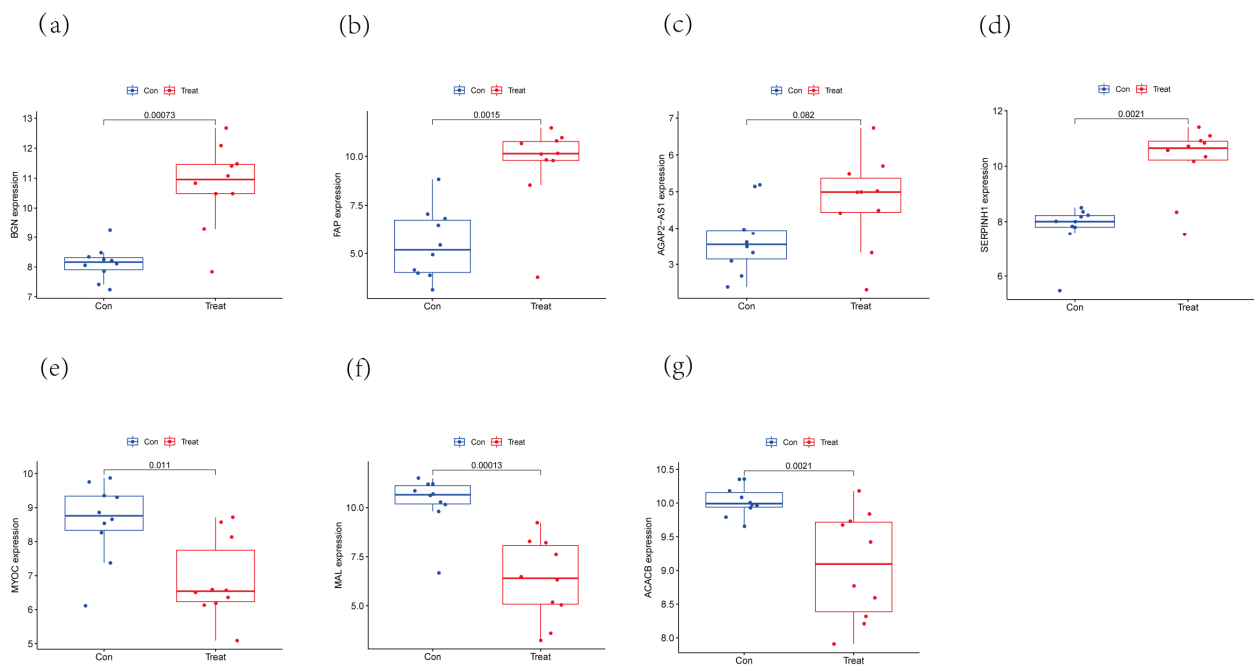 (a)
Con Treat
0.00073
BGN expression
13
12
11
10
9
8
7
Con Treat
(b)
Con Treat
0.0015
FAP expression
10.0
7.5
5.0
Con Treat
(c)
Con Treat
0.082
AGAP2−AS1 expression
7
6
5
4
3
Con Treat
(d)
Con Treat
0.0021
SERPINH1 expression
12
10
8
6
Con Treat
(e)
Con Treat
0.011
MYOC expression
10
9
8
7
6
5
Con Treat
(f)
Con Treat
0.00013
MAL expression
10.0
7.5
5.0
Con Treat
(g)
Con Treat
0.0021
ACACB expression
10.5
10.0
9.5
9.0
8.5
8.0
Con Treat